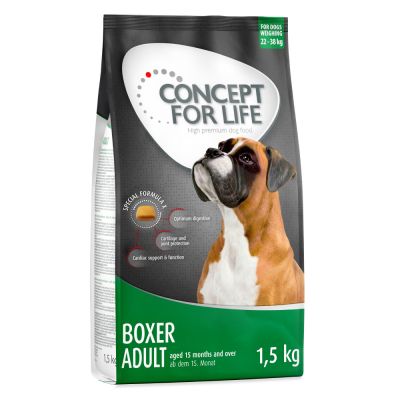 FOR DOGS
WEIGHING
22 - 38 kg
CONCEPT
FOR LIFE
High premium dog food
SPECIAL FORMULA X
Optimum digestion
Cartilage and
joint protection
Cardiac support & function
BOXER
ADULT
aged 15 months and over
ab dem 15. Monat
1,5 kg
ADULT
1,5 kg